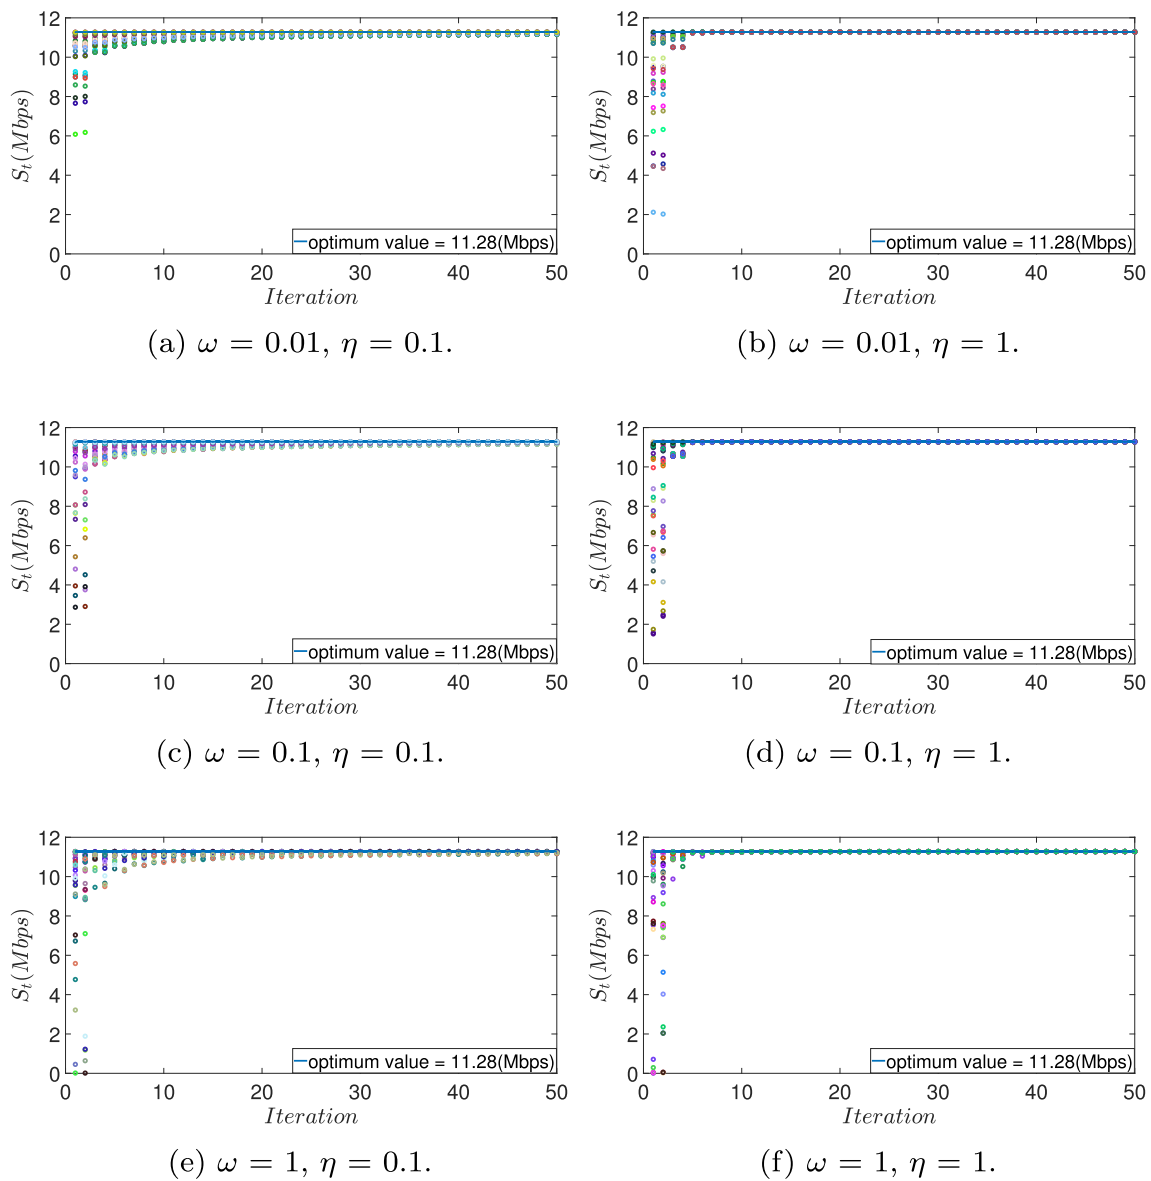 12
10
8
6
4
2
0
S_t(Mbps)
optimum value = 11.28(Mbps)
0 10 20 30 40 50
Iteration
(a) ω = 0.01, η = 0.1.
12
10
8
6
4
2
0
S_t(Mbps)
optimum value = 11.28(Mbps)
0 10 20 30 40 50
Iteration
(b) ω = 0.01, η = 1.
12
10
8
6
4
2
0
S_t(Mbps)
optimum value = 11.28(Mbps)
0 10 20 30 40 50
Iteration
(c) ω = 0.1, η = 0.1.
12
10
8
6
4
2
0
S_t(Mbps)
optimum value = 11.28(Mbps)
0 10 20 30 40 50
Iteration
(d) ω = 0.1, η = 1.
12
10
8
6
4
2
0
S_t(Mbps)
optimum value = 11.28(Mbps)
0 10 20 30 40 50
Iteration
(e) ω = 1, η = 0.1.
12
10
8
6
4
2
0
S_t(Mbps)
optimum value = 11.28(Mbps)
0 10 20 30 40 50
Iteration
(f) ω = 1, η = 1.